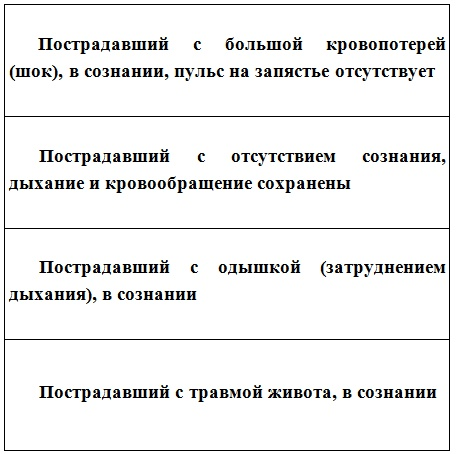 Пострадавший с большой кровопотерей
(шок), в сознании, пульс на запястье отсутствует
Пострадавший с отсутствием сознания,
дыхание и кровообращение сохранены
Пострадавший с одышкой (затруднением
дыхания), в сознании
Пострадавший с травмой живота, в сознании